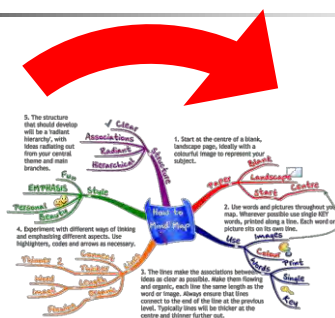 5. The structure
that should develop
will be a 'radiant
hierarchy', with
ideas radiating out
from your central
theme and main
branches.
Clear
Associations
Radiant
Hierarchical
Structure
1. Start at the centre of a blank,
landscape page, ideally with a
colourful image to represent your
subject.
Paper
Blank
Landscape
Start Centre
Fun
EMPHASIS
Personal
Beauty
Style
How to
Mind Map
2. Use words and pictures throughout you
map. Wherever possible use single KEY
words, printed along a line. Each word or
picture sits on its own line.
Use
Images
Colour
Words
Print
Single
Key
4. Experiment with different ways of linking
and emphasising different aspects. Use
highlighters, codes and arrows as necessary.
Connect
Thicker
Length
Organic
Word
Image
Flowing
Lines
3. The lines make the associations between
ideas as clear as possible. Make them flowing
and organic, each line the same length as the
word or image. Always ensure that lines
connect to the end of the line at the previous
level. Typically lines will be thicker at the
centre and thinner further out.